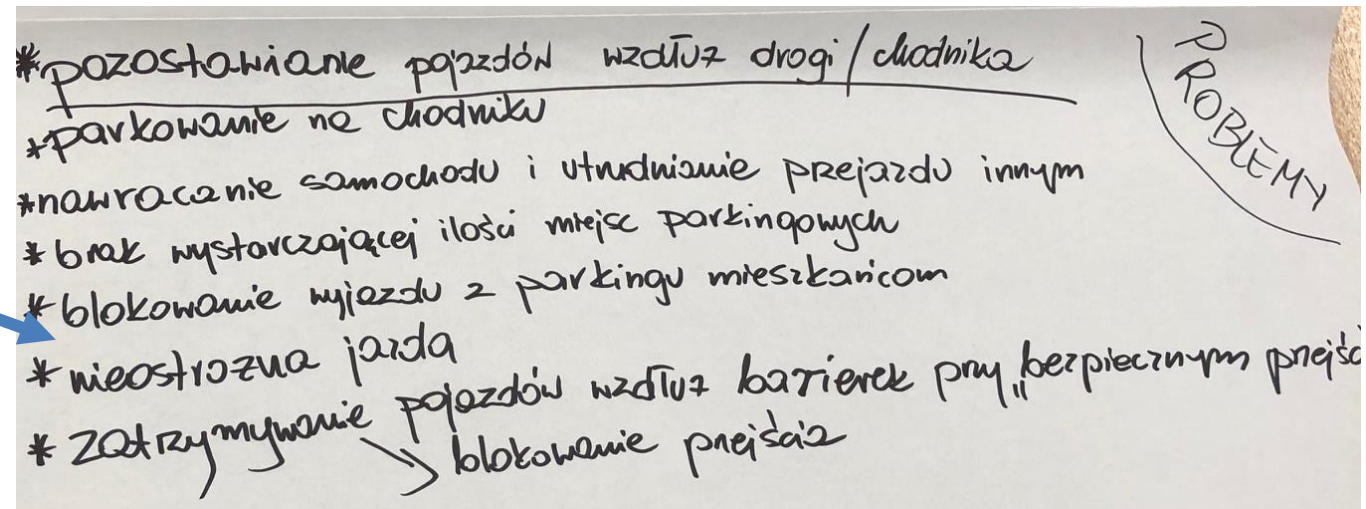 PROBLEMY
*pozostawianie pojazdów wzdłuż drogi/chodnika
*parkowanie na chodniku
*nawracanie samochodu i utrudnianie przejazdu innym
*brak wystarczającej ilości miejsc parkingowych
*blokowanie wyjazdu z parkingu mieszkańcom
*nieostrożna jazda
*zatrzymywanie pojazdów wzdłuż barierek przy „bezpiecznym przejśc
blokowanie przejścia